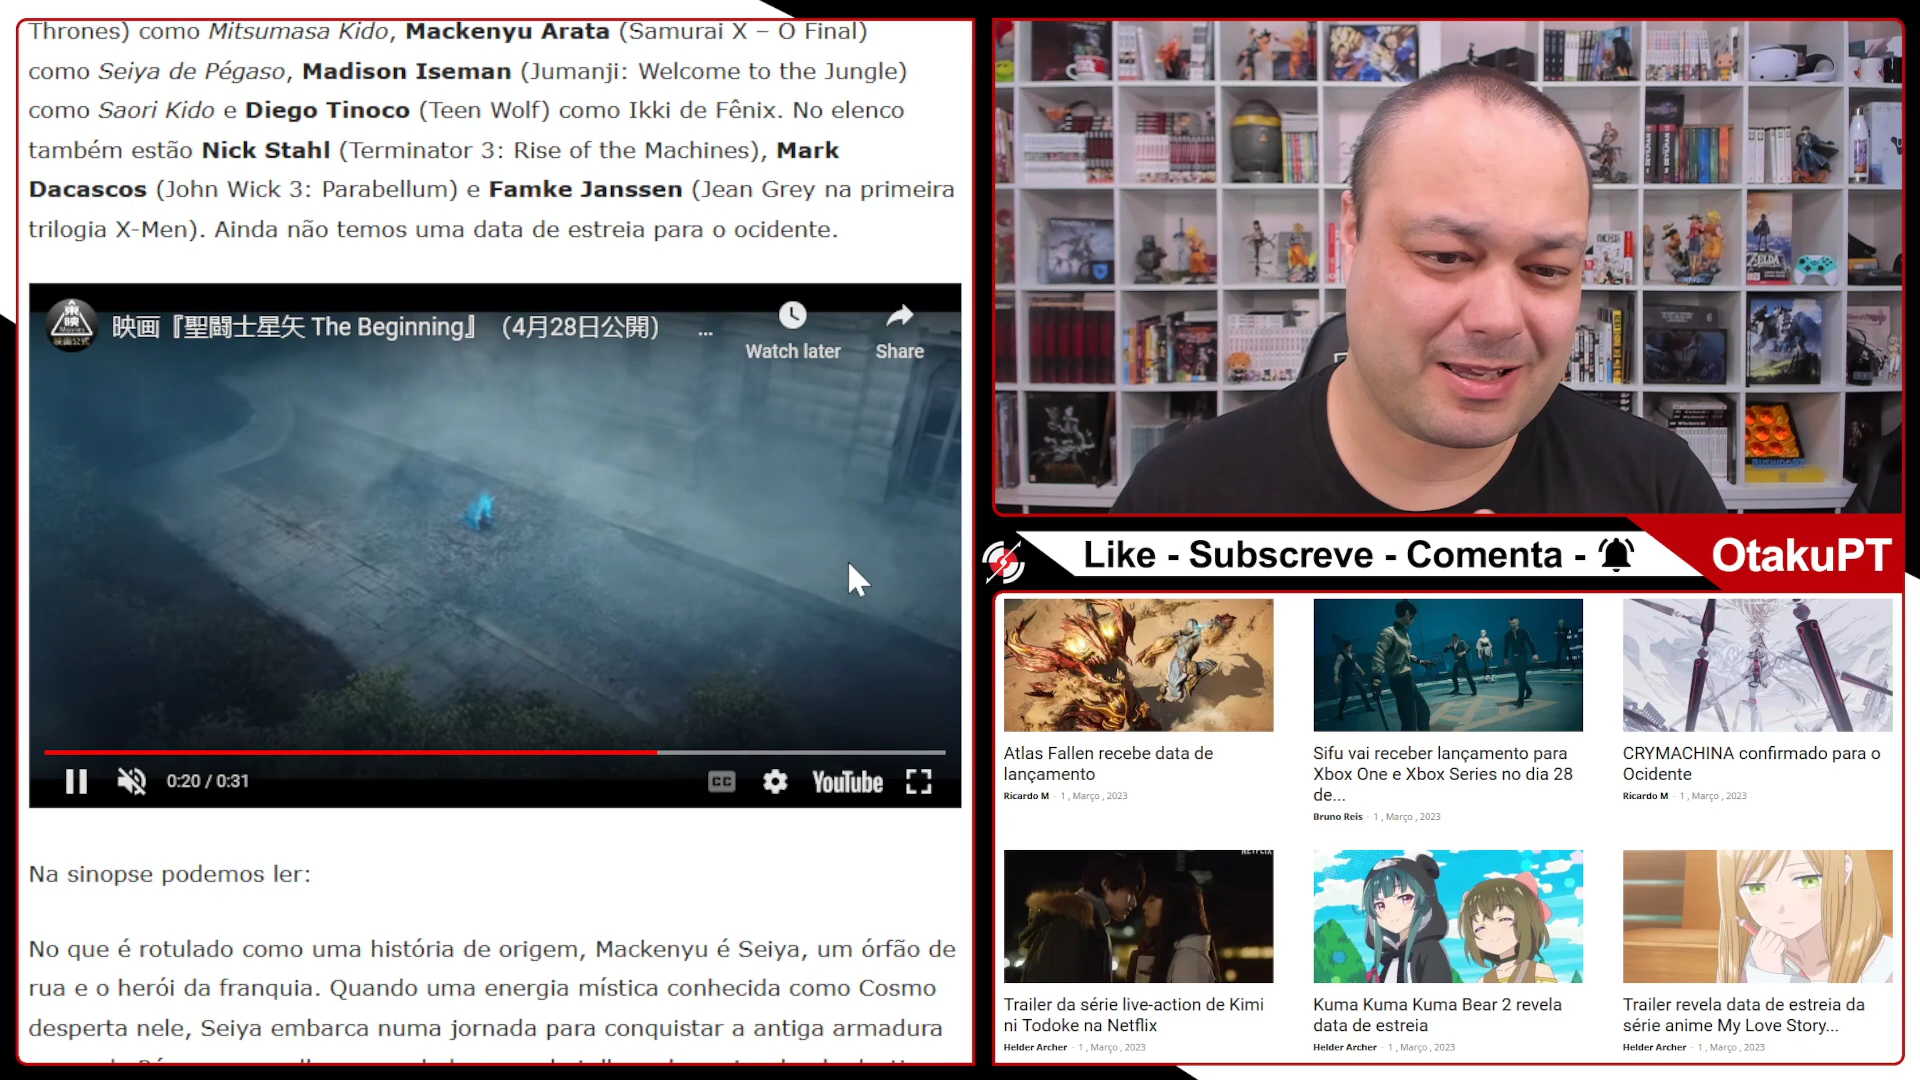 Thrones) como Mitsumasa Kido, Mackenyu Arata (Samurai X – O Final)
como Seiya de Pégaso, Madison Iseman (Jumanji: Welcome to the Jungle)
como Saori Kido e Diego Tinoco (Teen Wolf) como Ikki de Fênix. No elenco
também estão Nick Stahl (Terminator 3: Rise of the Machines), Mark
Dacascos (John Wick 3: Parabellum) e Famke Janssen (Jean Grey na primeira
trilogia X-Men). Ainda não temos uma data de estreia para o ocidente.
映画『聖闘士星矢 The Beginning』 (4月28日公開) ...
Watch later
Share
0:20 / 0:31
CC
YouTube
Na sinopse podemos ler:
No que é rotulado como uma história de origem, Mackenyu é Seiya, um órfão de
rua e o herói da franquia. Quando uma energia mística conhecida como Cosmo
desperta nele, Seiya embarca numa jornada para conquistar a antiga armadura
ZELDA
Like - Subscreve - Comenta -
OtakuPT
Atlas Fallen recebe data de
lançamento
Ricardo M - 1 , Março , 2023
Sifu vai receber lançamento para
Xbox One e Xbox Series no dia 28
de...
Bruno Reis - 1 , Março , 2023
CRYMACHINA confirmado para o
Ocidente
Ricardo M - 1 , Março , 2023
NETFLIX
Trailer da série live-action de Kimi
ni Todoke na Netflix
Helder Archer - 1 , Março , 2023
Kuma Kuma Kuma Bear 2 revela
data de estreia
Helder Archer - 1 , Março , 2023
Trailer revela data de estreia da
série anime My Love Story...
Helder Archer - 1 , Março , 2023